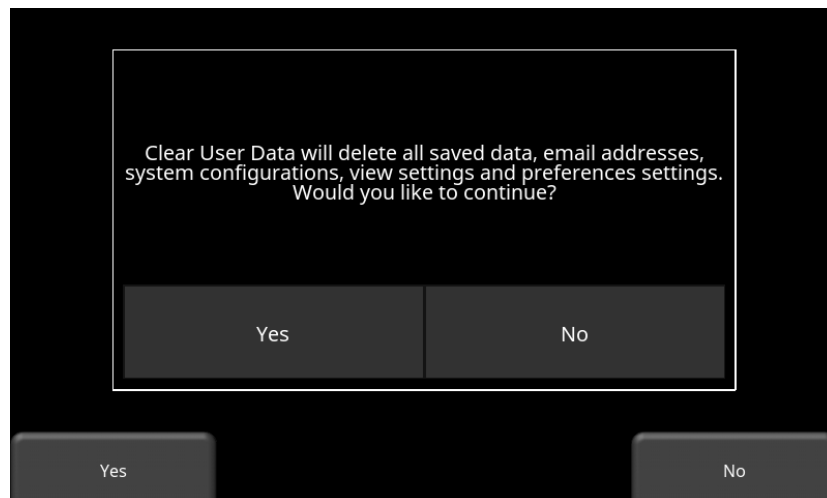 Clear User Data will delete all saved data, email addresses,
system configurations, view settings and preferences settings.
Would you like to continue?
Yes
No
Yes
No